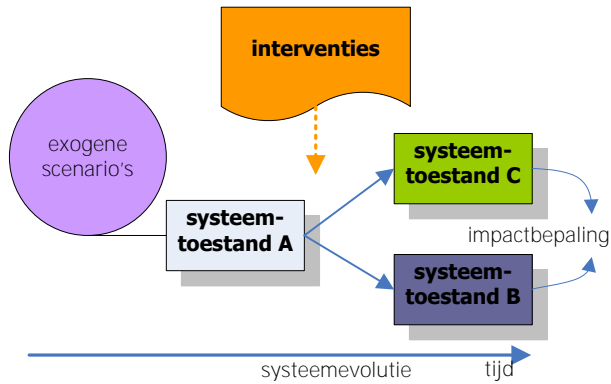 interventies
exogene
scenario's
systeem-
toestand C
systeem-
toestand A
impactbepaling
systeem-
toestand B
systeemevolutie
tijd